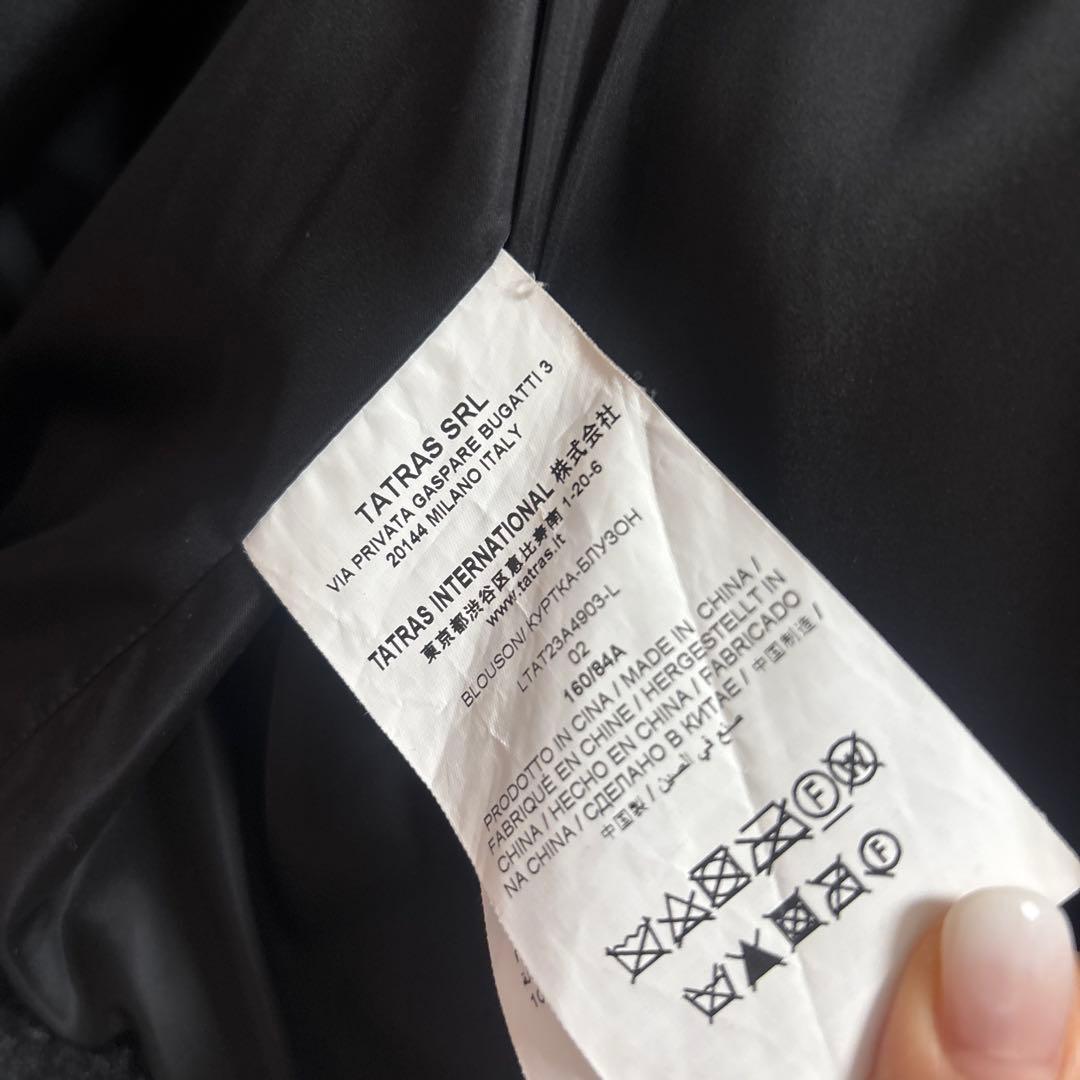 TATRAS SRL
VIA PRIVATA GASPARE BUGATTI 3
20144 MILANO ITALY
TATRAS INTERNATIONAL 株式会社
東京都渋谷区恵比寿南 1-20-6
www.tatras.it
BLOUSON/ КУРТКА-БЛУЗОН
LTAT23A4903-L
02
160/84A
PRODOTTO IN CINA / MADE IN CHINA /
FABRIQUÉ EN CHINE / HERGESTELLT IN
CHINA / HECHO EN CHINA / FABRICADO
NA CHINA / СДЕЛАНО В КИТАЕ / 中国制造 /
中国製 / صنع في الصين
F W
F
10